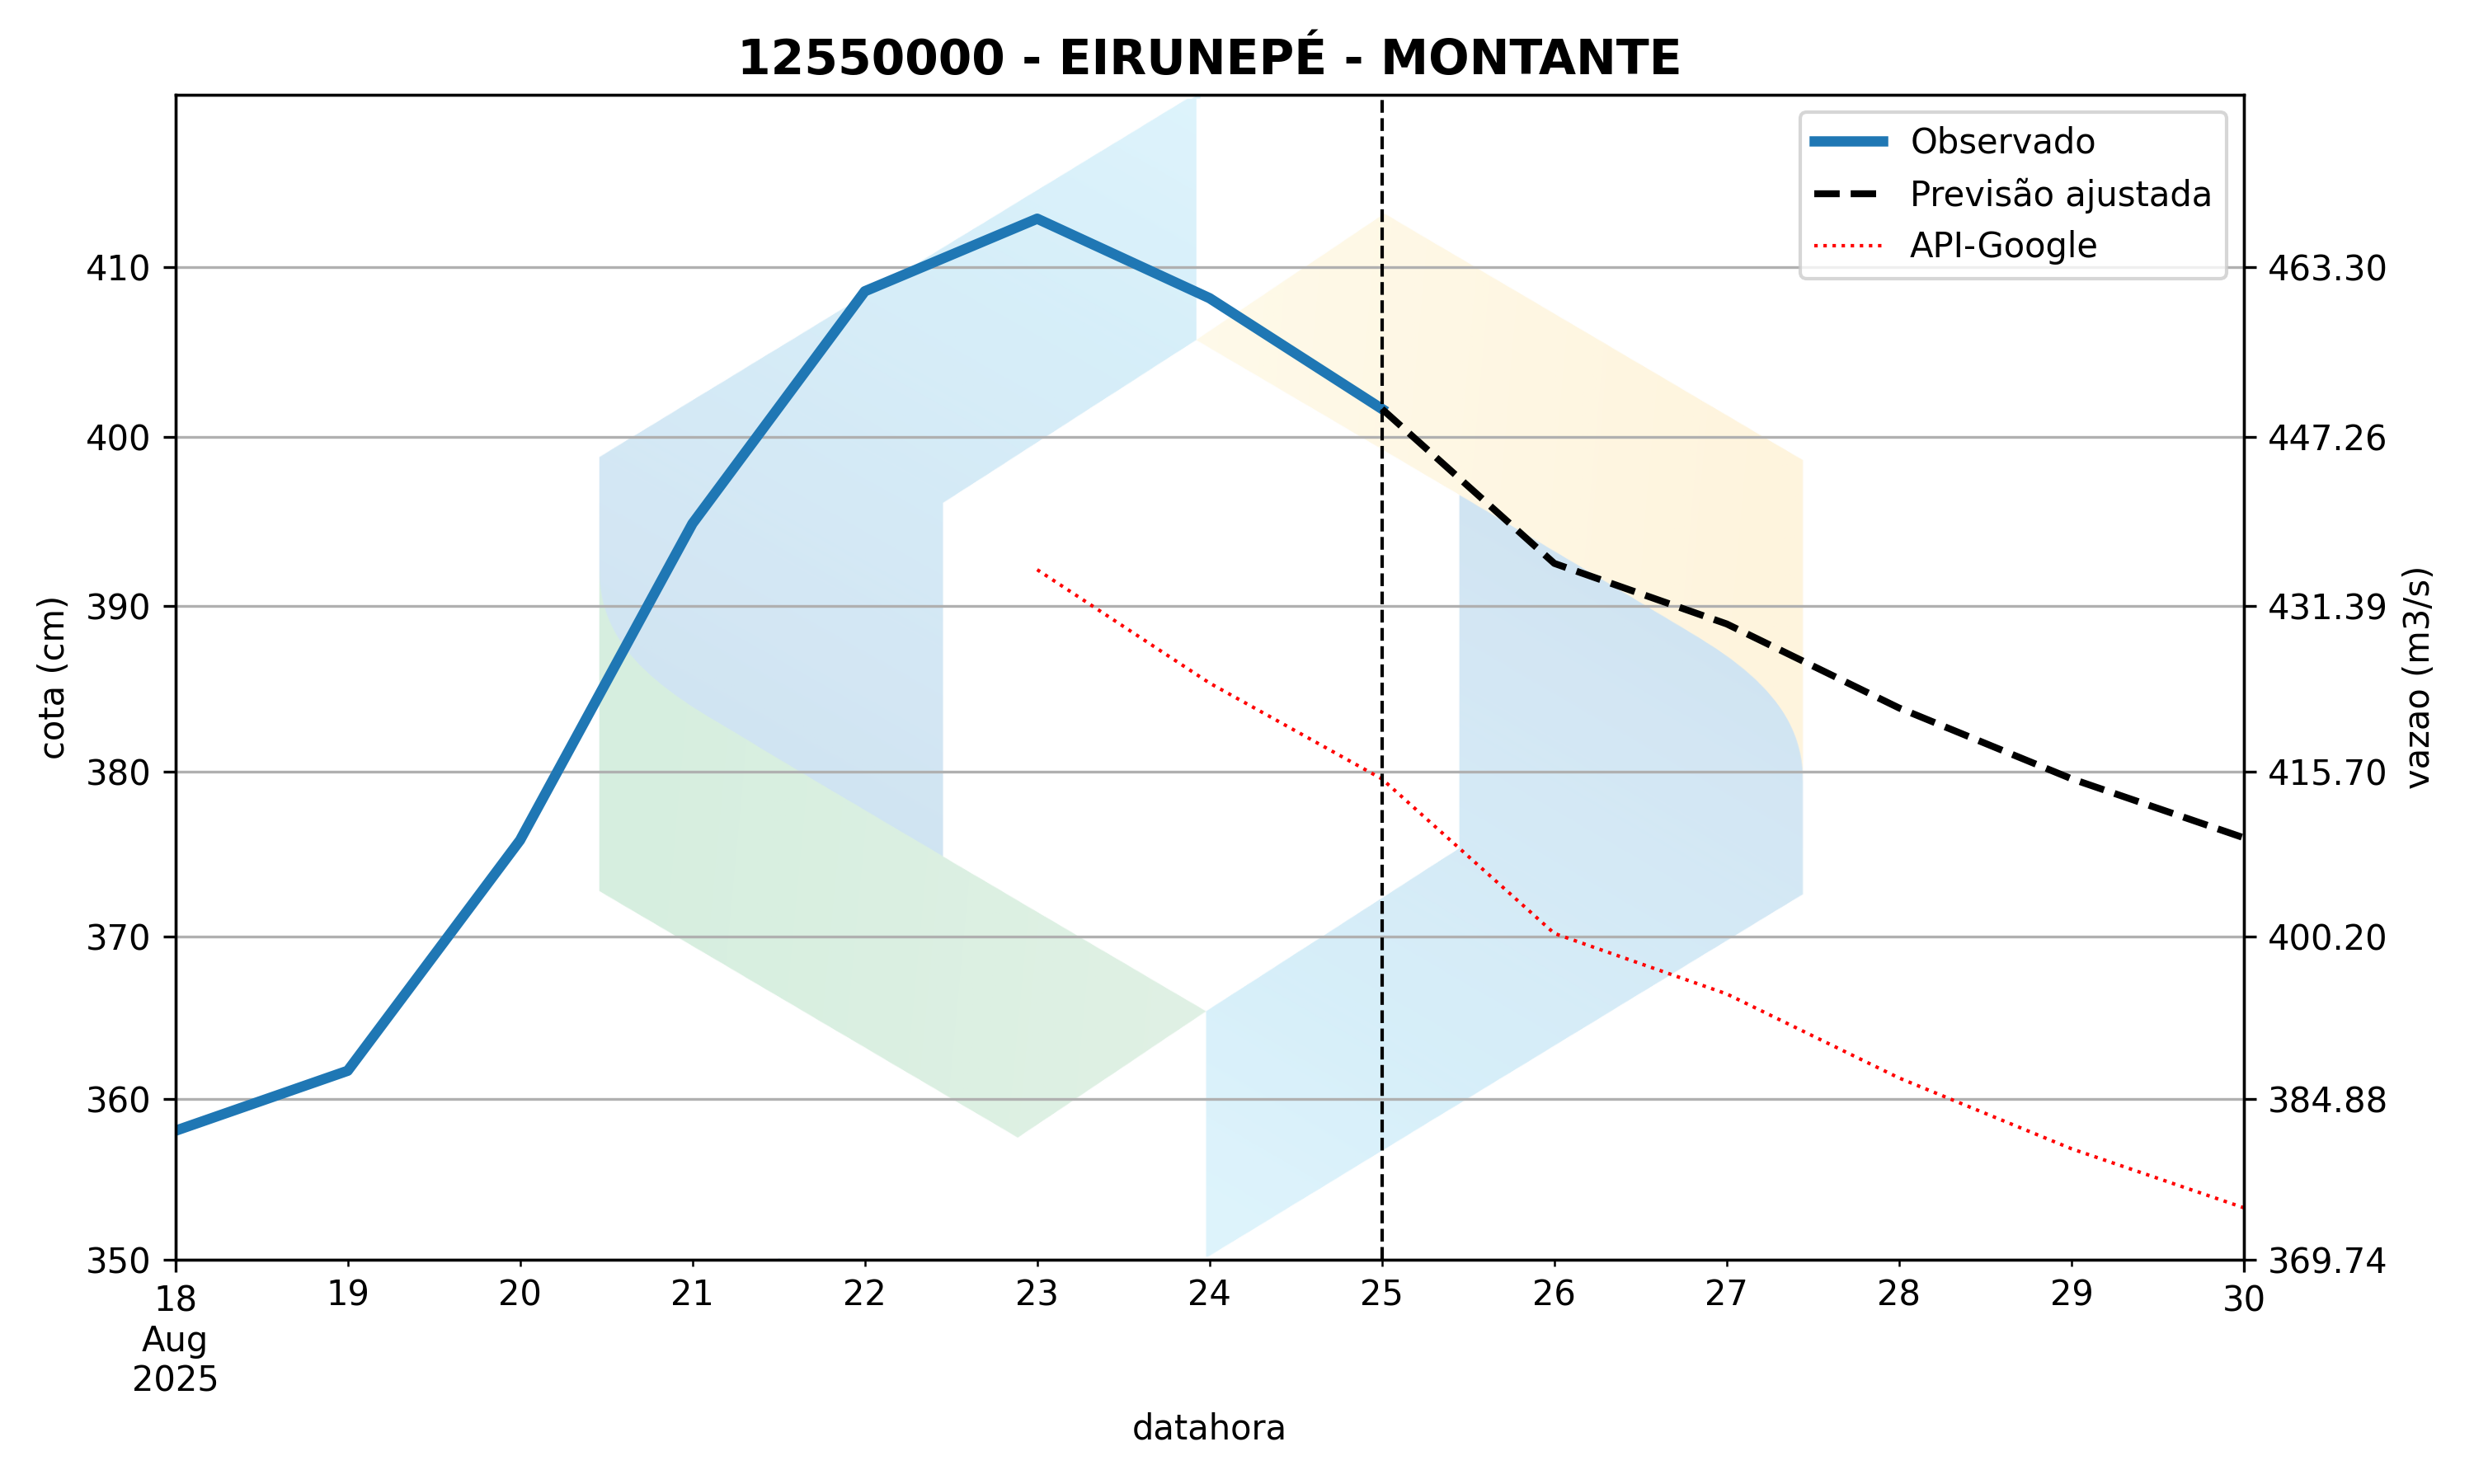 12550000 - EIRUNEPÉ - MONTANTE
Observado
Previsão ajustada
API-Google
410
400
390
380
370
360
350
cota (cm)
463.30
447.26
431.39
415.70
400.20
384.88
369.74
vazao (m3/s)
18 19 20 21 22 23 24 25 26 27 28 29 30
Aug
2025
datahora